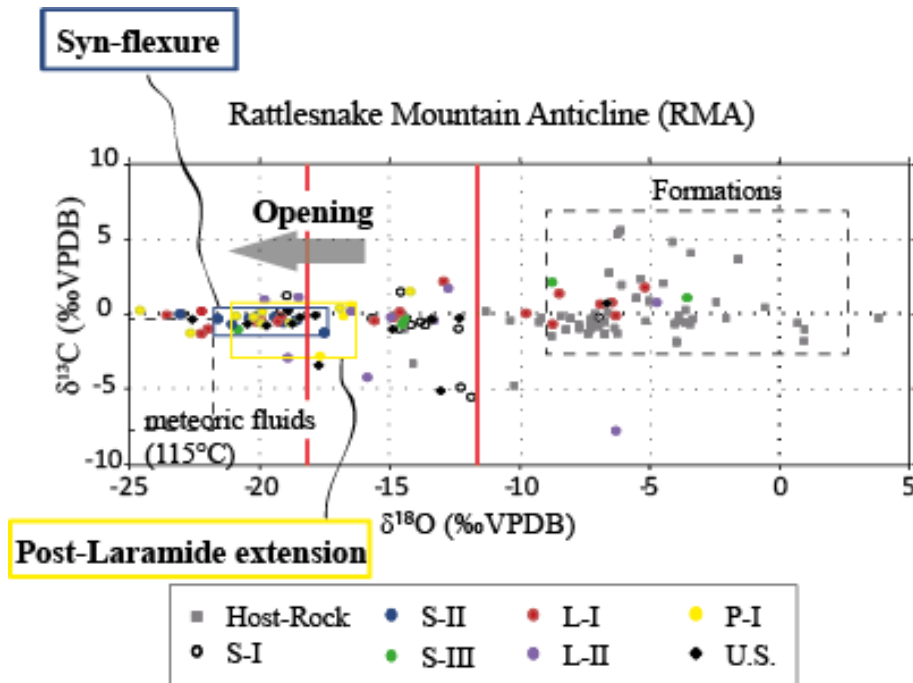 Syn-flexure
Rattlesnake Mountain Anticline (RMA)
10
5
0
-5
-10
δ¹³C (‰VPDB)
Opening
Formations
meteoric fluids
(115°C)
-25 -20 -15 -10 -5 0 5
δ¹⁸O (‰VPDB)
Post-Laramide extension
Host-Rock S-II L-I P-I
S-I S-III L-II U.S.